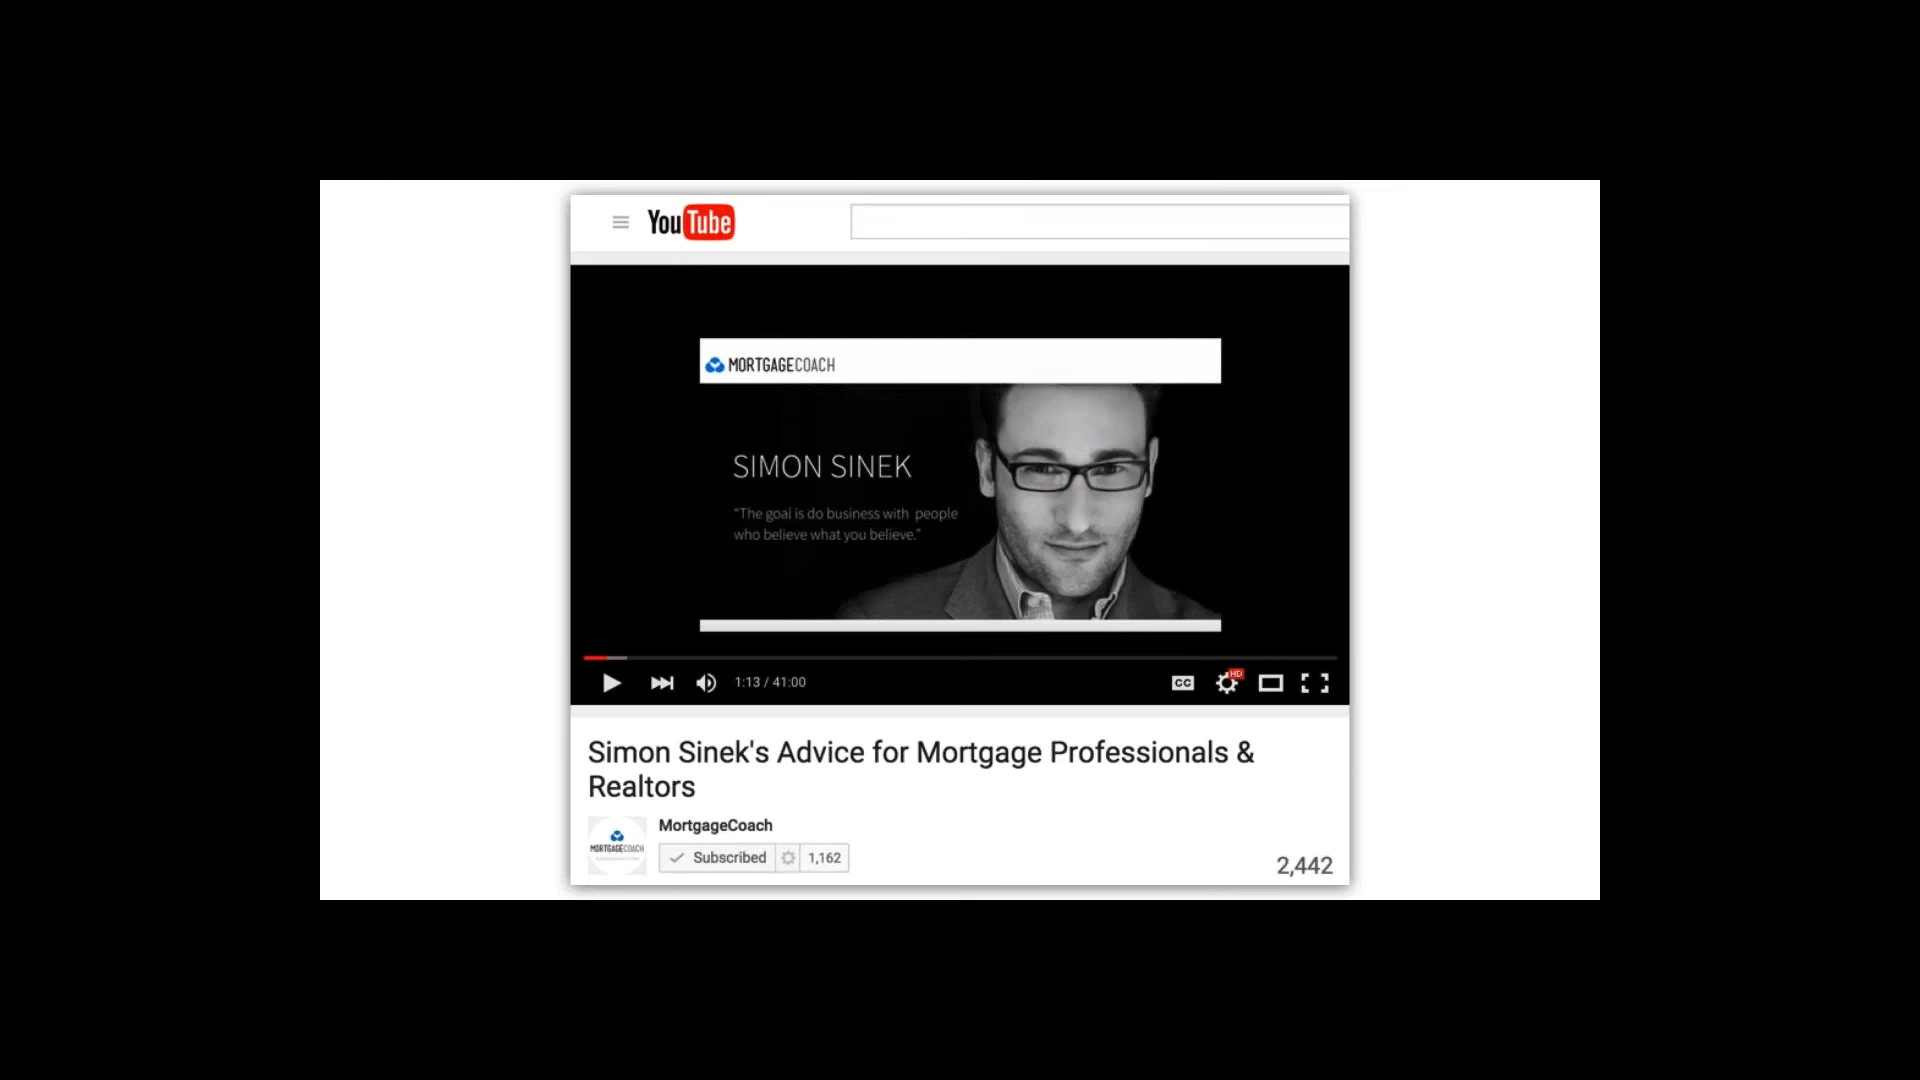 YouTube
MORTGAGECOACH
SIMON SINEK
"The goal is do business with people
who believe what you believe."
1:13 / 41:00
CC
HD
Simon Sinek's Advice for Mortgage Professionals &
Realtors
MORTGAGECOACH
MortgageCoach
Subscribed
1,162
2,442